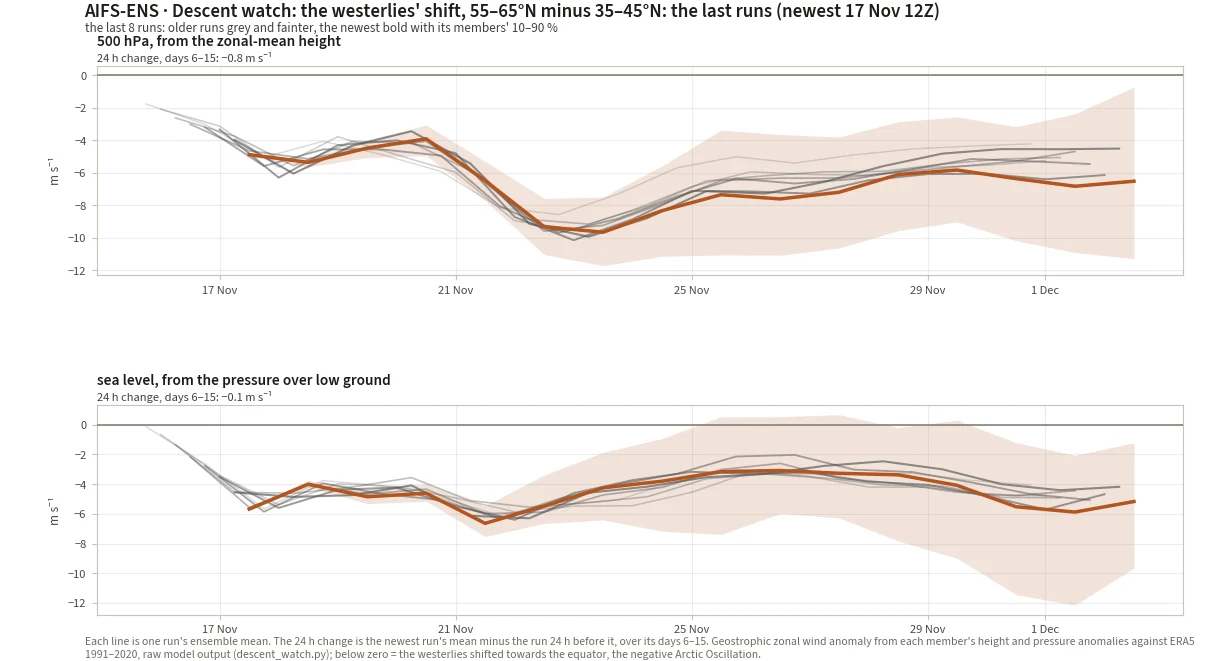 AIFS-ENS · Descent watch: the westerlies' shift, 55–65°N minus 35–45°N: the last runs (newest 17 Nov 12Z)
the last 8 runs: older runs grey and fainter, the newest bold with its members' 10–90 %
500 hPa, from the zonal-mean height
24 h change, days 6–15: −0.8 m s⁻¹
0
−2
−4
−6
−8
−10
−12
m s⁻¹
17 Nov
21 Nov
25 Nov
29 Nov
1 Dec
sea level, from the pressure over low ground
24 h change, days 6–15: −0.1 m s⁻¹
0
−2
−4
−6
−8
−10
−12
m s⁻¹
17 Nov
21 Nov
25 Nov
29 Nov
1 Dec
Each line is one run's ensemble mean. The 24 h change is the newest run's mean minus the run 24 h before it, over its days 6–15. Geostrophic zonal wind anomaly from each member's height and pressure anomalies against ERA5
1991–2020, raw model output (descent_watch.py); below zero = the westerlies shifted towards the equator, the negative Arctic Oscillation.